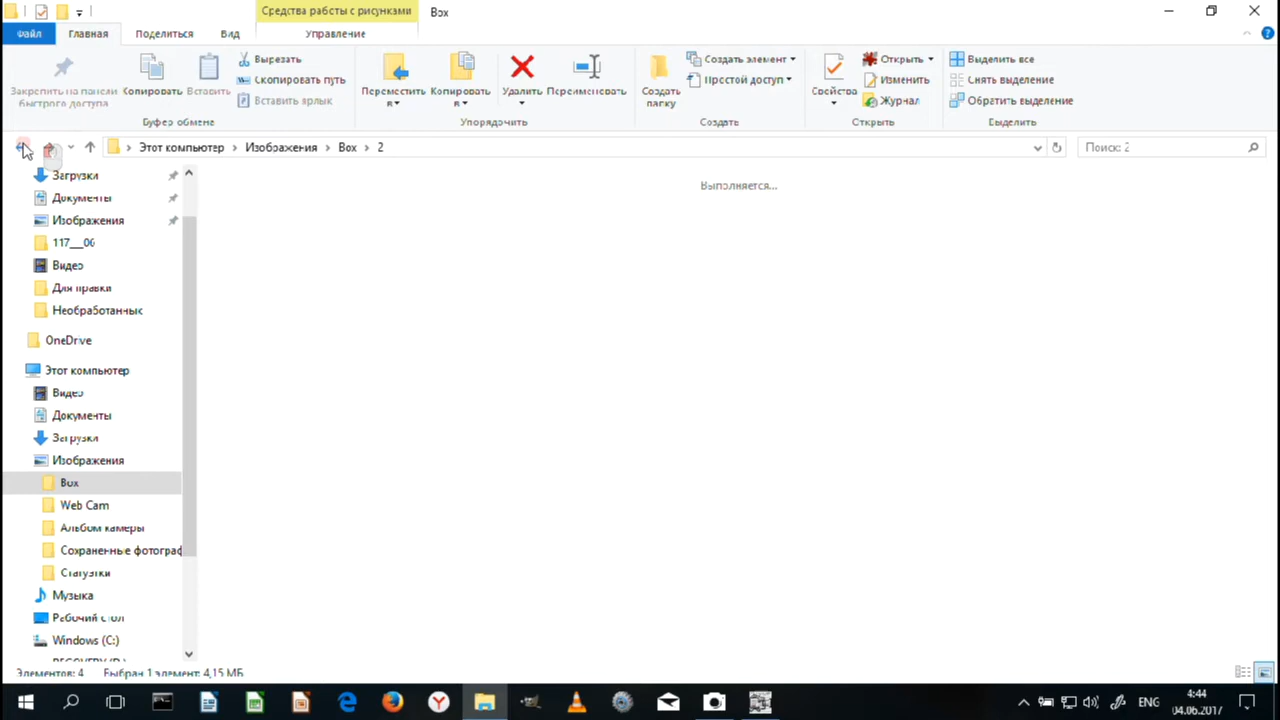 Средства работы с рисунками
Box
Файл
Главная
Поделиться
Вид
Управление
Закрепить на панели
быстрого доступа
Копировать
Вставить
Вырезать
Скопировать путь
Вставить ярлык
Буфер обмена
Переместить
в
Копировать
в
Удалить
Переименовать
Упорядочить
Создать
папку
Создать элемент
Простой доступ
Создать
Свойства
Открыть
Изменить
Журнал
Открыть
Выделить все
Снять выделение
Обратить выделение
Выделить
Этот компьютер
Изображения
Box
2
Поиск: 2
Выполняется...
Загрузки
Документы
Изображения
117___06
Видео
Для правки
Необработанныс
OneDrive
Этот компьютер
Видео
Документы
Загрузки
Изображения
Box
Web Cam
Альбом камеры
Сохраненные фотограф
Статуэтки
Музыка
Рабочий стол
Windows (C:)
Элементов: 4
Выбран 1 элемент: 4,15 МБ
ENG
4:44
04.06.2017